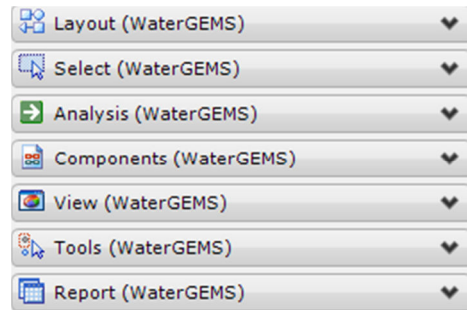 Layout (WaterGEMS)
Select (WaterGEMS)
Analysis (WaterGEMS)
Components (WaterGEMS)
View (WaterGEMS)
Tools (WaterGEMS)
Report (WaterGEMS)